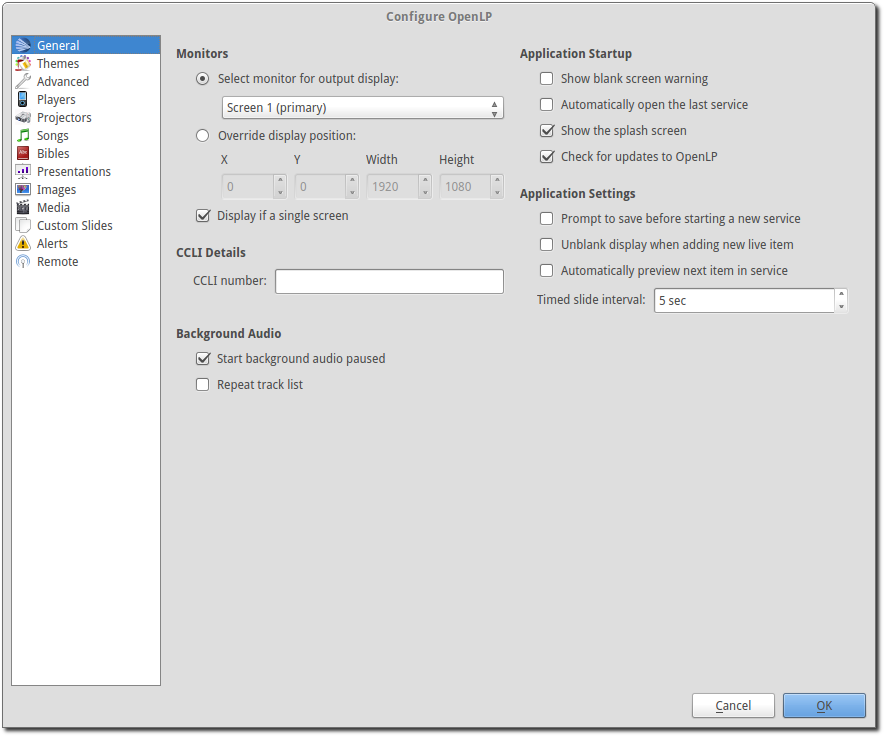 Configure OpenLP
General
Themes
Advanced
Players
Projectors
Songs
Bibles
Presentations
Images
Media
Custom Slides
Alerts
Remote
Monitors
Select monitor for output display:
Screen 1 (primary)
Override display position:
X Y Width Height
0 0 1920 1080
Display if a single screen
CCLI Details
CCLI number:
Background Audio
Start background audio paused
Repeat track list
Application Startup
Show blank screen warning
Automatically open the last service
Show the splash screen
Check for updates to OpenLP
Application Settings
Prompt to save before starting a new service
Unblank display when adding new live item
Automatically preview next item in service
Timed slide interval: 5 sec
Cancel OK